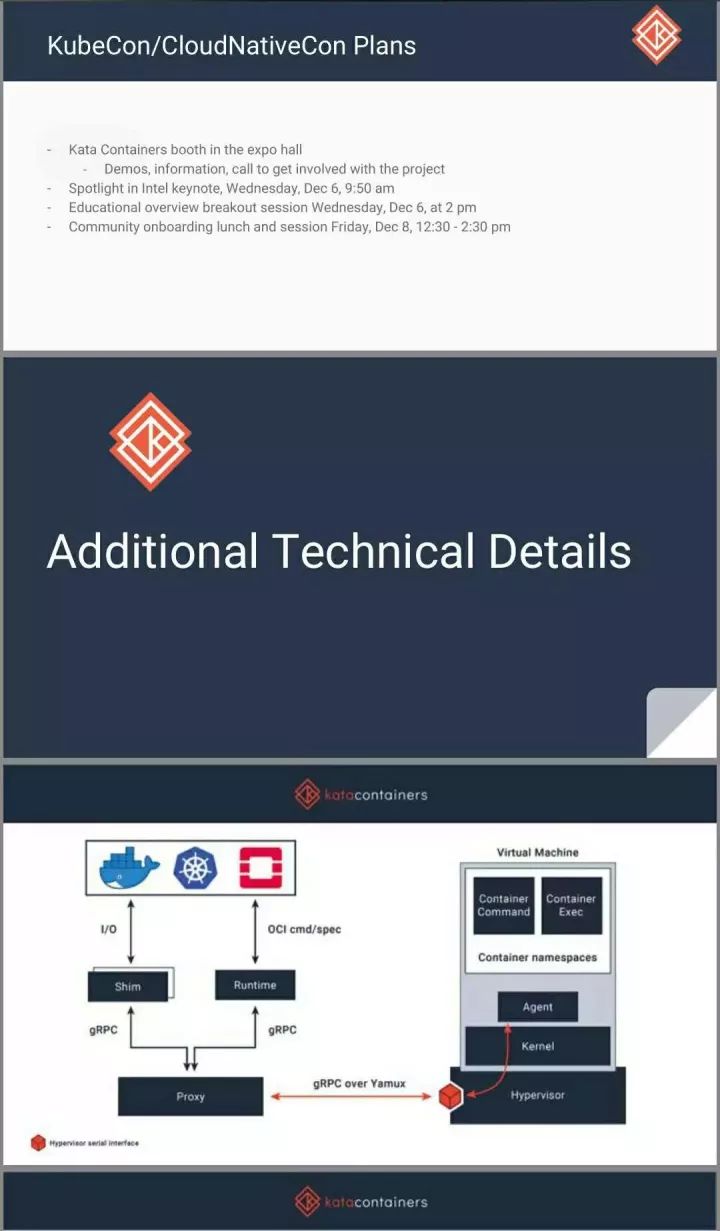 KubeCon/CloudNativeCon Plans
- Kata Containers booth in the expo hall
- Demos, information, call to get involved with the project
- Spotlight in Intel keynote, Wednesday, Dec 6, 9:50 am
- Educational overview breakout session Wednesday, Dec 6, at 2 pm
- Community onboarding lunch and session Friday, Dec 8, 12:30 - 2:30 pm
Additional Technical Details
katacontainers
I/O
OCI cmd/spec
Shim
Runtime
gRPC
gRPC
Proxy
gRPC over Yamux
Hypervisor serial interface
Virtual Machine
Container
Command
Container
Exec
Container namespaces
Agent
Kernel
Hypervisor
katacontainers